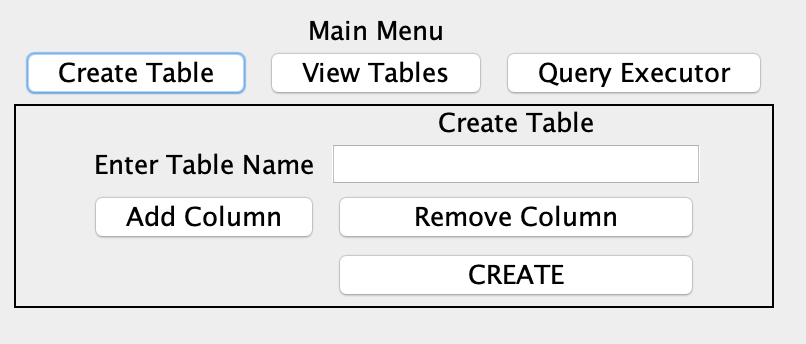 Main Menu
Create Table View Tables Query Executor
Create Table
Enter Table Name
Add Column Remove Column
CREATE